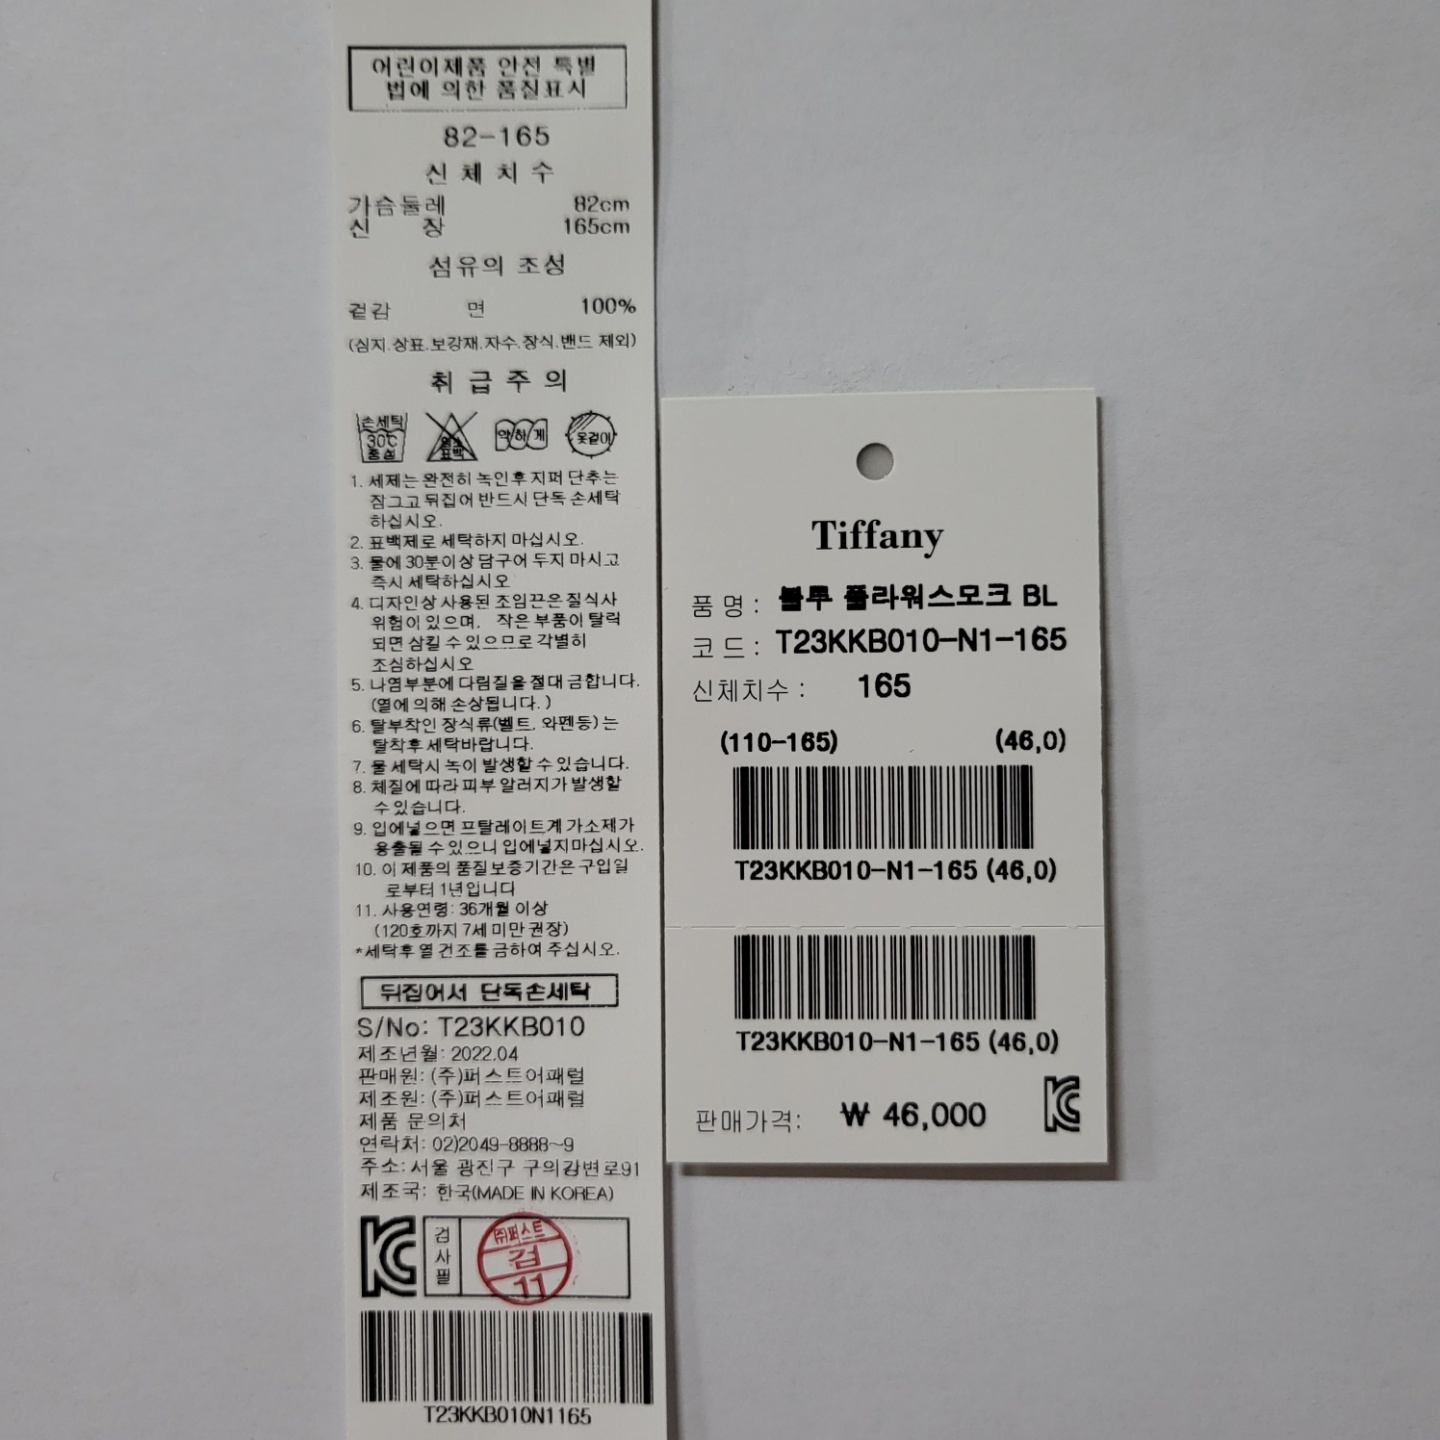 어린이제품 안전 특별
법에 의한 품질표시
82-165
신 체 치 수
가슴둘레 82cm
신 장 165cm
섬유의 조성
겉감 면 100%
(심지.상표.보강재.자수.장식.밴드 제외)
취 급 주 의
손세탁 30℃ 중성
염소 표백
약하게
옷걸이
1. 세제는 완전히 녹인후 지퍼 단추는
잠그고 뒤집어 반드시 단독 손세탁
하십시오.
2. 표백제로 세탁하지 마십시오.
3. 물에 30분이상 담구어 두지 마시고
즉시 세탁하십시오
4. 디자인상 사용된 조임끈은 질식사
위험이 있으며, 작은 부품이 탈락
되면 삼킬 수 있으므로 각별히
조심하십시오
5. 나염부분에 다림질을 절대 금합니다.
(열에 의해 손상됩니다.)
6. 탈부착인 장식류(벨트, 와펜등)는
탈착후 세탁바랍니다.
7. 물 세탁시 녹이 발생할 수 있습니다.
8. 체질에 따라 피부 알러지가 발생할
수 있습니다.
9. 입에넣으면 프탈레이트계 가소제가
용출될 수 있으니 입에넣지마십시오.
10. 이 제품의 품질보증기간은 구입일
로부터 1년입니다
11. 사용연령: 36개월 이상
(120호까지 7세 미만 권장)
*세탁후 열 건조를 금하여 주십시오.
뒤집어서 단독손세탁
S/No: T23KKB010
제조년월: 2022.04
판매원: (주)퍼스트어패럴
제조원: (주)퍼스트어패럴
제품 문의처
연락처: 02)2049-8888~9
주소: 서울 광진구 구의강변로91
제조국: 한국(MADE IN KOREA)
KC 검사필 ㈜퍼스트 검 11
T23KKB010N1165
Tiffany
품 명 : 블루 플라워스모크 BL
코 드 : T23KKB010-N1-165
신체치수 : 165
(110-165) (46,0)
T23KKB010-N1-165 (46,0)
T23KKB010-N1-165 (46,0)
판매가격: ₩ 46,000 KC